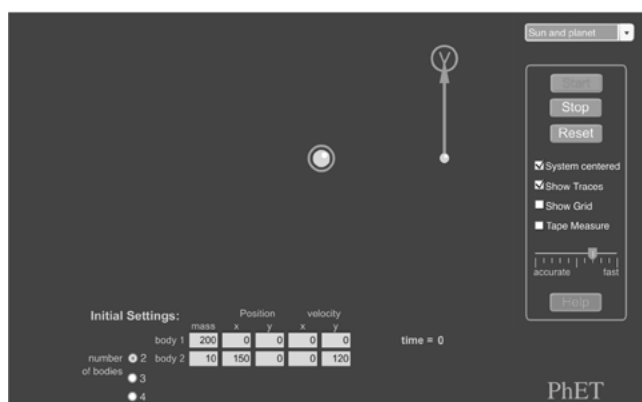 Sun and planet
V
Start
Stop
Reset
System centered
Show Traces
Show Grid
Tape Measure
accurate fast
Help
Initial Settings:
Position velocity
mass x y x y
body 1 200 0 0 0 0
time = 0
number of bodies 2 body 2 10 150 0 0 120
3
4
PhET